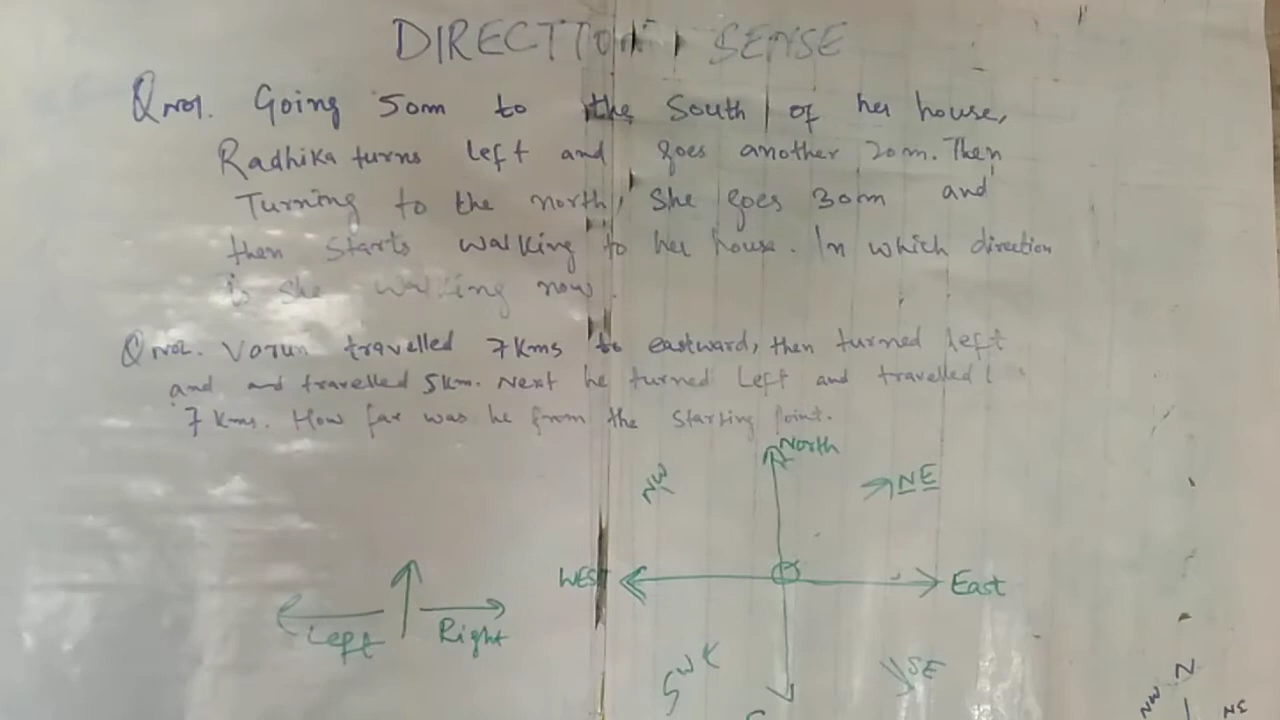 DIRECTION SENSE
Q no1. Going 50m to the South of her house,
Radhika turns left and goes another 20m. Then
Turning to the north, she goes 30m and
then starts walking to her house. In which direction
is she walking now.
Q no2. Varun travelled 7Kms to eastward, then turned left
and and travelled 5km. Next he turned left and travelled
7 Kms. How far was he from the starting point.
North
NW
NE
WEST
East
Left
Right
SW
SE
N
NW
NE